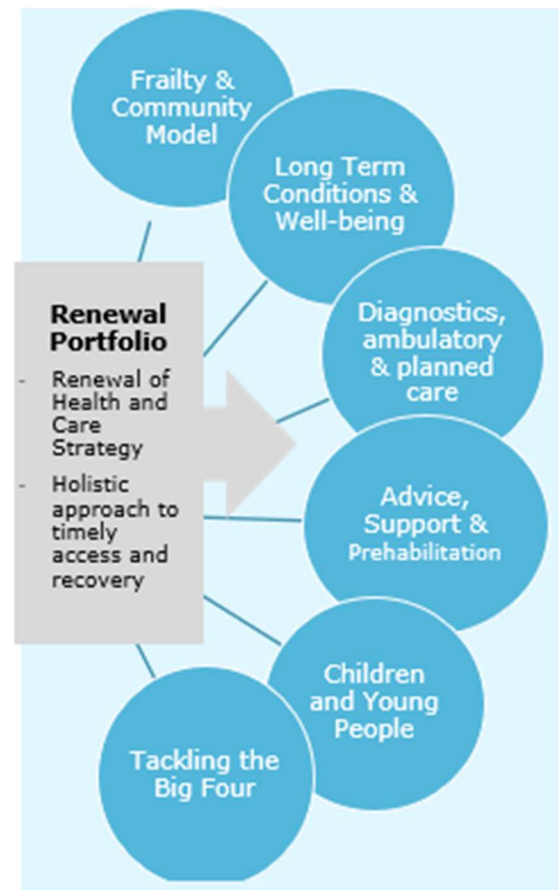 Frailty &
Community
Model
Long Term
Conditions &
Well-being
Diagnostics,
ambulatory
& planned
care
Advice,
Support &
Prehabilitation
Children
and Young
People
Tackling the
Big Four
Renewal
Portfolio
- Renewal of
Health and
Care
Strategy
- Holistic
approach to
timely
access and
recovery